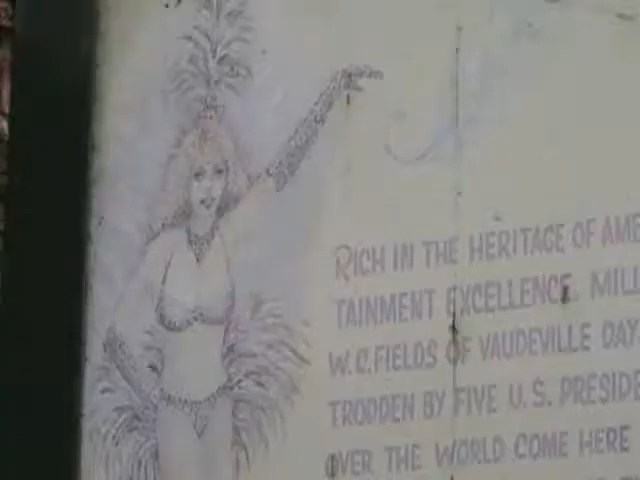 RICH IN THE HERITAGE OF AME
TAINMENT EXCELLENCE. MILL
W.C. FIELDS OF VAUDEVILLE DAY
TRODDEN BY FIVE U.S. PRESIDE
OVER THE WORLD COME HERE